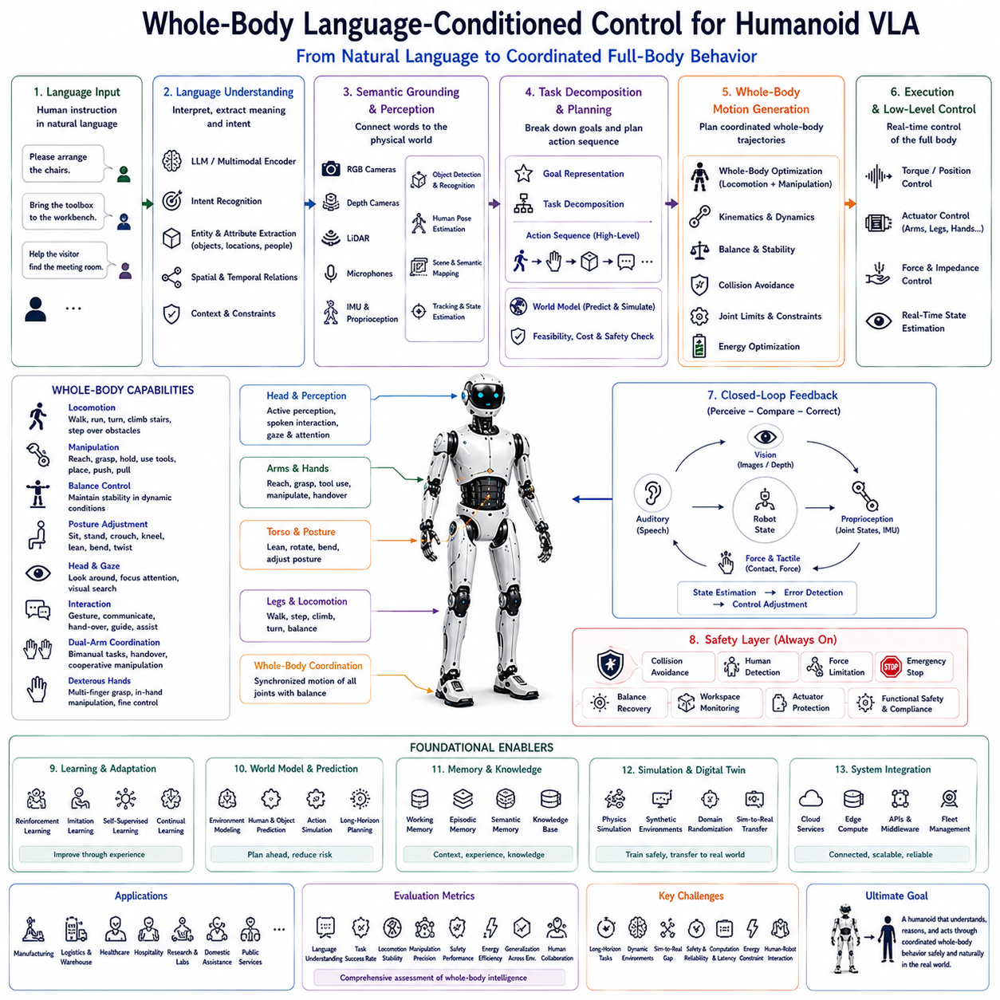 Whole-Body Language-Conditioned Control for Humanoid VLA
From Natural Language to Coordinated Full-Body Behavior
1. Language Input
Human instruction
in natural language
Please arrange
the chairs.
Bring the toolbox
to the workbench.
Help the visitor
find the meeting room.
...
2. Language Understanding
Interpret, extract meaning
and intent
LLM / Multimodal Encoder
Intent Recognition
Entity & Attribute Extraction
(objects, locations, people)
Spatial & Temporal Relations
Context & Constraints
3. Semantic Grounding
& Perception
Connect words to the
physical world
RGB Cameras
Depth Cameras
LiDAR
Microphones
IMU &
Proprioception
Object Detection
& Recognition
Human Pose
Estimation
Scene & Semantic
Mapping
Tracking & State
Estimation
4. Task Decomposition
& Planning
Break down goals and plan
action sequence
Goal Representation
Task Decomposition
Action Sequence (High-Level)
...
World Model (Predict & Simulate)
Feasibility, Cost & Safety Check
5. Whole-Body
Motion Generation
Plan coordinated whole-body
trajectories
Whole-Body Optimization
(Locomotion + Manipulation)
Kinematics & Dynamics
Balance & Stability
Collision Avoidance
Joint Limits & Constraints
Energy Optimization
6. Execution
& Low-Level Control
Real-time control
of the full body
Torque / Position
Control
Actuator Control
(Arms, Legs, Hands...)
Force & Impedance
Control
Real-Time State
Estimation
WHOLE-BODY CAPABILITIES
Locomotion
Walk, run, turn, climb stairs,
step over obstacles
Manipulation
Reach, grasp, hold, use tools,
place, push, pull
Balance Control
Maintain stability in dynamic
conditions
Posture Adjustment
Sit, stand, crouch, kneel,
lean, bend, twist
Head & Gaze
Look around, focus attention,
visual search
Interaction
Gesture, communicate,
hand-over, guide, assist
Dual-Arm Coordination
Bimanual tasks, handover,
cooperative manipulation
Dexterous Hands
Multi-finger grasp, in-hand
manipulation, fine control
Head & Perception
Active perception,
spoken interaction,
gaze & attention
Arms & Hands
Reach, grasp, tool use,
manipulate, handover
Torso & Posture
Lean, rotate, bend,
adjust posture
Legs & Locomotion
Walk, step, climb,
turn, balance
Whole-Body Coordination
Synchronized motion of all
joints with balance
7. Closed-Loop Feedback
(Perceive – Compare – Correct)
Vision
(Images / Depth)
Auditory
(Speech)
Robot
State
Proprioception
(Joint States, IMU)
Force & Tactile
(Contact, Force)
State Estimation → Error Detection
→ Control Adjustment
8. Safety Layer (Always On)
Collision
Avoidance
Human
Detection
Force
Limitation
STOP
Emergency
Stop
Balance
Recovery
Workspace
Monitoring
Actuator
Protection
Functional Safety
& Compliance
FOUNDATIONAL ENABLERS
9. Learning & Adaptation
Reinforcement
Learning
Imitation
Learning
Self-Supervised
Learning
Continual
Learning
Improve through experience
10. World Model & Prediction
Environment
Modeling
Human & Object
Prediction
Action
Simulation
Long-Horizon
Planning
Plan ahead, reduce risk
11. Memory & Knowledge
Working
Memory
Episodic
Memory
Semantic
Memory
Knowledge
Base
Context, experience, knowledge
12. Simulation & Digital Twin
Physics
Simulation
Synthetic
Environments
Domain
Randomization
Sim-to-Real
Transfer
Train safely, transfer to real world
13. System Integration
Cloud
Services
Edge
Compute
APIs &
Middleware
Fleet
Management
Connected, scalable, reliable
Applications
Manufacturing
Logistics &
Warehouse
Healthcare
Hospitality
Research &
Labs
Domestic
Assistance
Public
Services
...
Evaluation Metrics
Language
Understanding
Task
Success Rate
Locomotion
Stability
Manipulation
Precision
Safety
Performance
Energy
Efficiency
Generalization
Across Env.
Human
Collaboration
Comprehensive assessment of whole-body intelligence
Key Challenges
Long-Horizon
Tasks
Dynamic
Environments
Sim-to-Real
Gap
Safety &
Reliability
Computation
& Latency
Energy
Constraint
Human-Robot
Interaction
Ultimate Goal
A humanoid that understands,
reasons, and acts through
coordinated whole-body
behavior safely and naturally
in the real world.